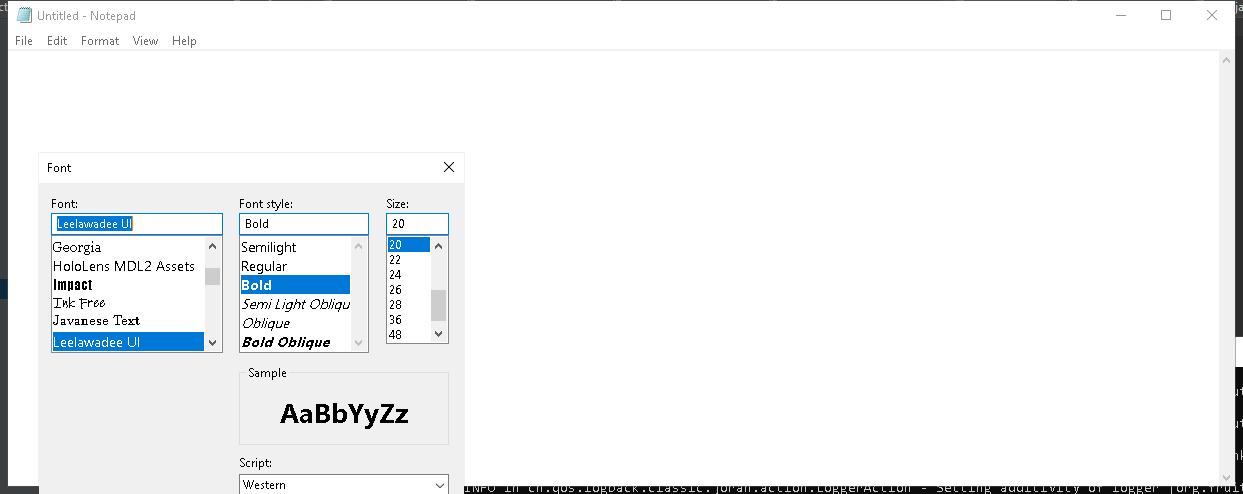 Untitled - Notepad
File Edit Format View Help
Font
Font: Font style: Size:
Leelawadee UI Bold 20
Georgia Semilight 20
HoloLens MDL2 Assets Regular 22
Impact Bold 24
Ink Free Semi Light Obliqu 26
Javanese Text Oblique 28
Leelawadee UI Bold Oblique 36
48
Sample
AaBbYyZz
Script:
Western
INFO in ch.qos.logback.classic.joran.action.LoggerAction - Setting additivity of logger